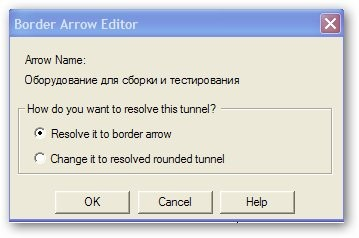 Border Arrow Editor
Arrow Name:
Оборудование для сборки и тестирования
How do you want to resolve this tunnel?
Resolve it to border arrow
Change it to resolved rounded tunnel
OK Cancel Help